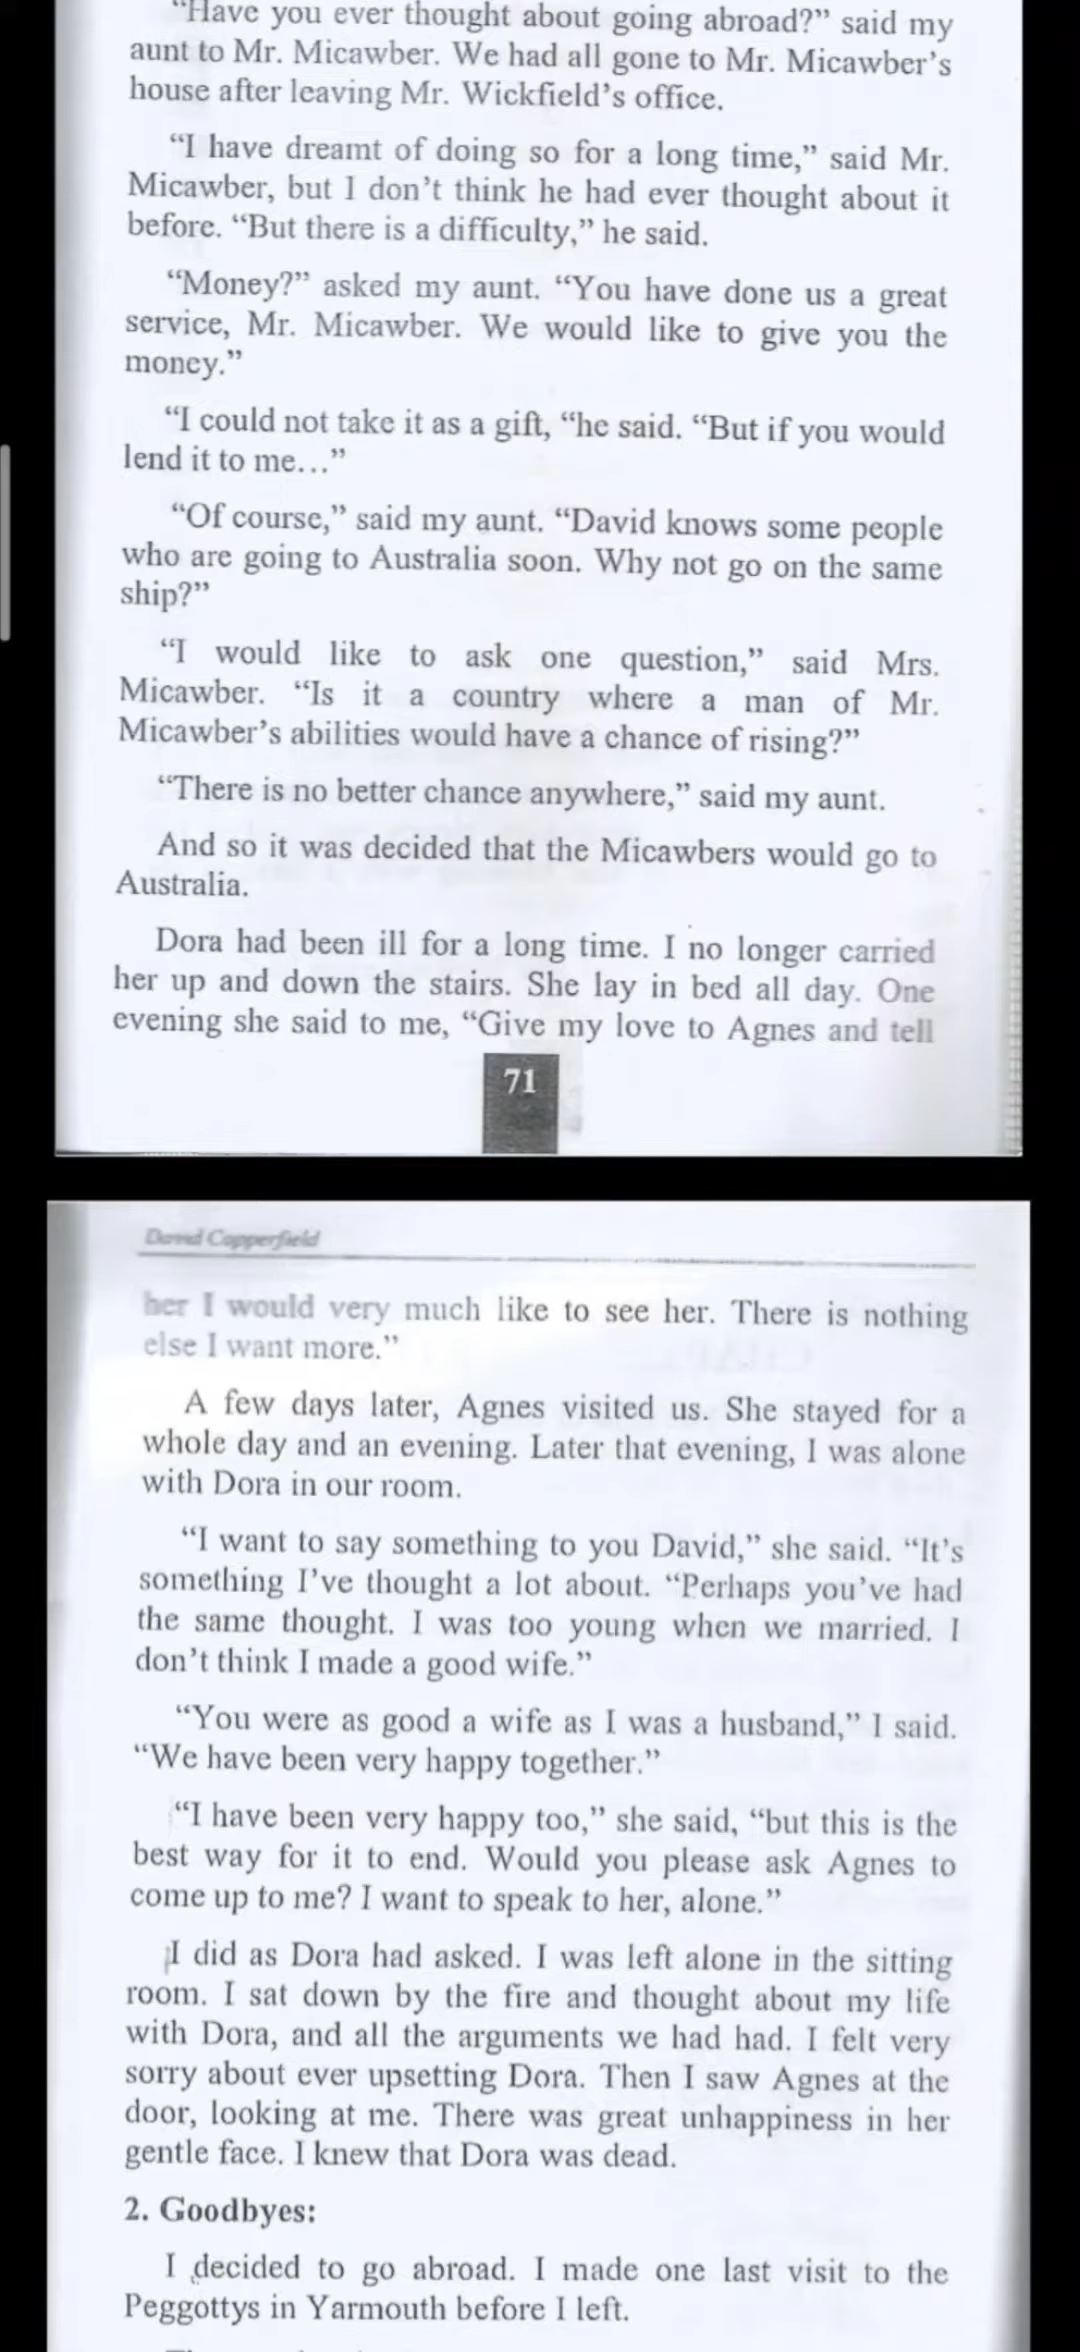 "Have you ever thought about going abroad?" said my
aunt to Mr. Micawber. We had all gone to Mr. Micawber's
house after leaving Mr. Wickfield's office.
"I have dreamt of doing so for a long time," said Mr.
Micawber, but I don't think he had ever thought about it
before. "But there is a difficulty," he said.
"Money?" asked my aunt. "You have done us a great
service, Mr. Micawber. We would like to give you the
money."
"I could not take it as a gift, "he said. "But if you would
lend it to me..."
"Of course," said my aunt. "David knows some people
who are going to Australia soon. Why not go on the same
ship?"
"I would like to ask one question," said Mrs.
Micawber. "Is it a country where a man of Mr.
Micawber's abilities would have a chance of rising?"
"There is no better chance anywhere," said my aunt.
And so it was decided that the Micawbers would go to
Australia.
Dora had been ill for a long time. I no longer carried
her up and down the stairs. She lay in bed all day. One
evening she said to me, "Give my love to Agnes and tell
71
David Copperfield
her I would very much like to see her. There is nothing
else I want more."
A few days later, Agnes visited us. She stayed for a
whole day and an evening. Later that evening, I was alone
with Dora in our room.
"I want to say something to you David," she said. "It's
something I've thought a lot about. "Perhaps you've had
the same thought. I was too young when we married. I
don't think I made a good wife."
"You were as good a wife as I was a husband," I said.
"We have been very happy together."
"I have been very happy too," she said, "but this is the
best way for it to end. Would you please ask Agnes to
come up to me? I want to speak to her, alone."
I did as Dora had asked. I was left alone in the sitting
room. I sat down by the fire and thought about my life
with Dora, and all the arguments we had had. I felt very
sorry about ever upsetting Dora. Then I saw Agnes at the
door, looking at me. There was great unhappiness in her
gentle face. I knew that Dora was dead.
2. Goodbyes:
I decided to go abroad. I made one last visit to the
Peggottys in Yarmouth before I left.